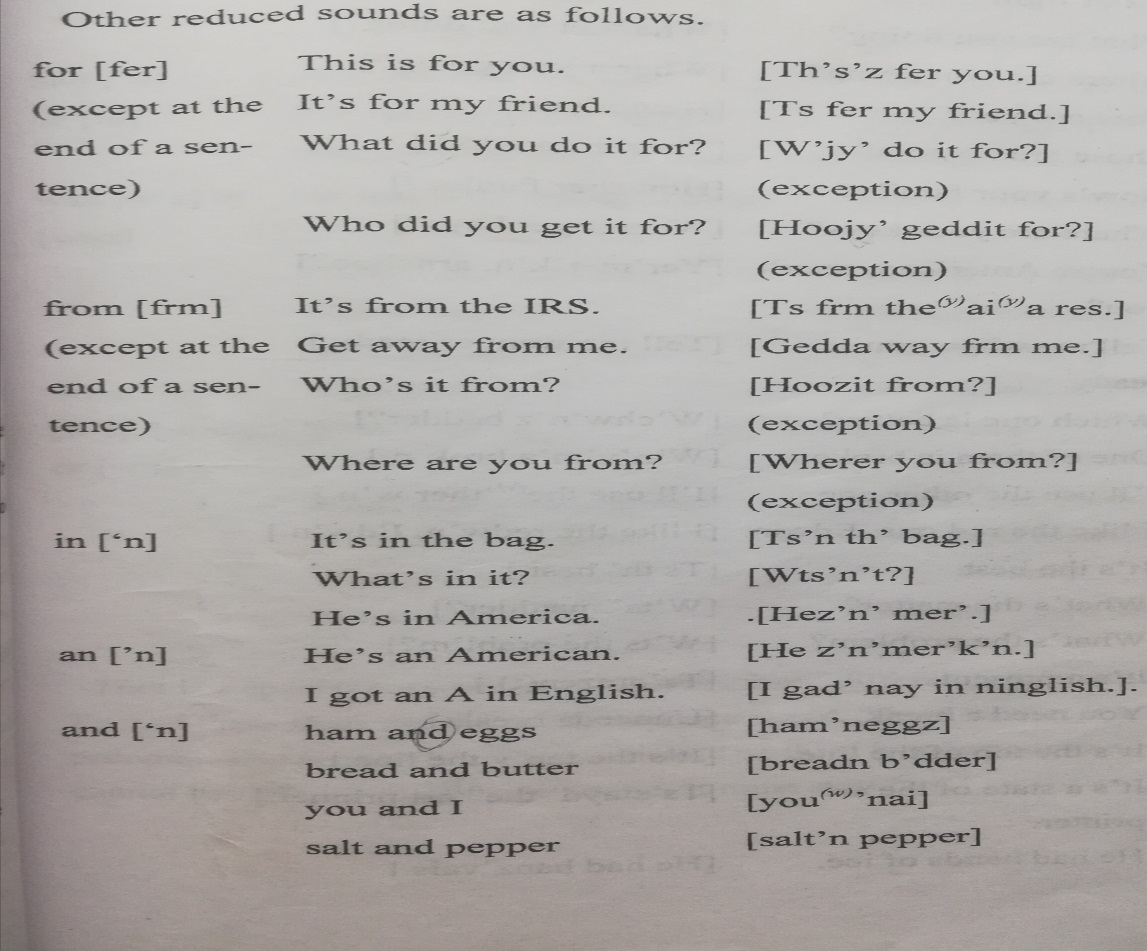 Other reduced sounds are as follows.
for [fer] This is for you. [Th's'z fer you.]
(except at the It's for my friend. [Ts fer my friend.]
end of a sen- What did you do it for? [W'jy' do it for?]
tence) (exception)
Who did you get it for? [Hoojy' geddit for?]
(exception)
from [frm] It's from the IRS. [Ts frm the⁽ʸ⁾ai⁽ʸ⁾a res.]
(except at the Get away from me. [Gedda way frm me.]
end of a sen- Who's it from? [Hoozit from?]
tence) (exception)
Where are you from? [Wherer you from?]
(exception)
in [‘n] It's in the bag. [Ts'n th' bag.]
What's in it? [Wts'n't?]
He's in America. .[Hez'n' mer'.]
an ['n] He's an American. [He z'n'mer'k'n.]
I got an A in English. [I gad' nay in ninglish.].
and [‘n] ham and eggs [ham'neggz]
bread and butter [breadn b'dder]
you and I [you⁽ʷ⁾'nai]
salt and pepper [salt'n pepper]